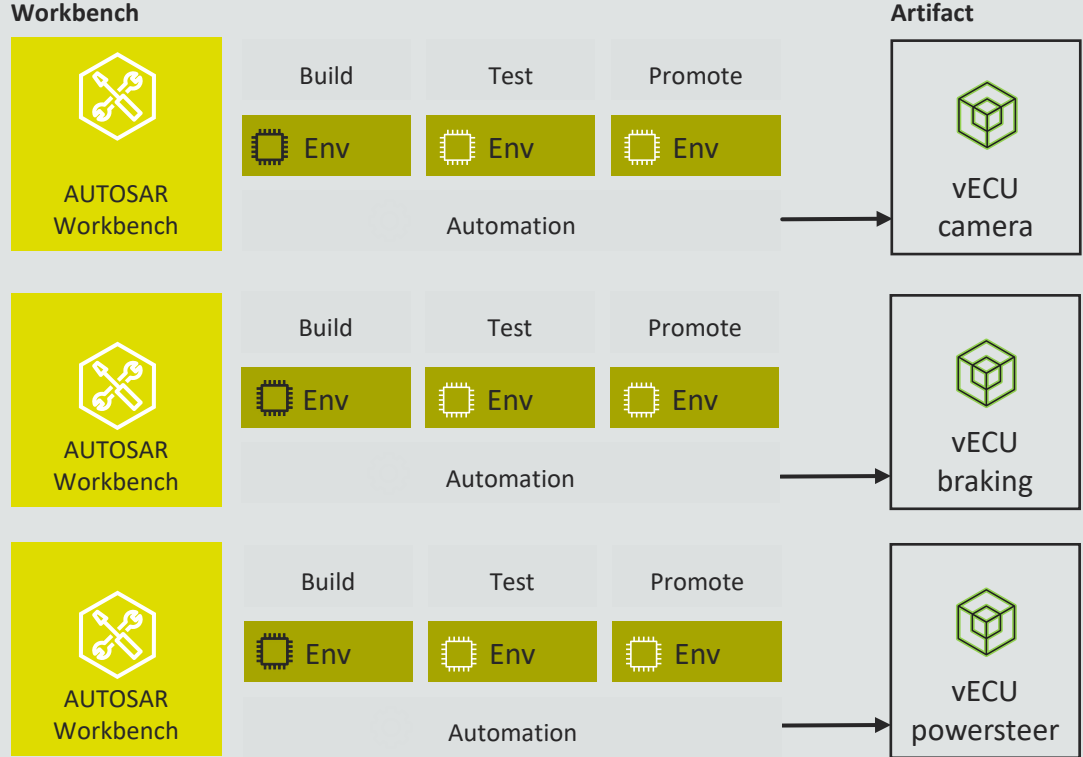 Workbench
Artifact
Build
Test
Promote
Env
Env
Env
AUTOSAR
Workbench
Automation
vECU
camera
Build
Test
Promote
Env
Env
Env
AUTOSAR
Workbench
Automation
vECU
braking
Build
Test
Promote
Env
Env
Env
AUTOSAR
Workbench
Automation
vECU
powersteer